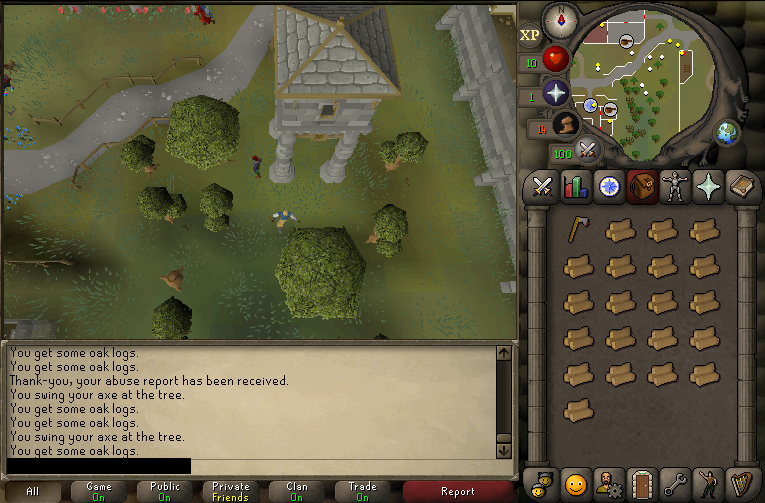 XP
10
1
14
100
You get some oak logs.
You get some oak logs.
Thank-you, your abuse report has been received.
You swing your axe at the tree.
You get some oak logs.
You get some oak logs.
You swing your axe at the tree.
You get some oak logs.
All
Game
On
Public
On
Private
Friends
Clan
On
Trade
On
Report